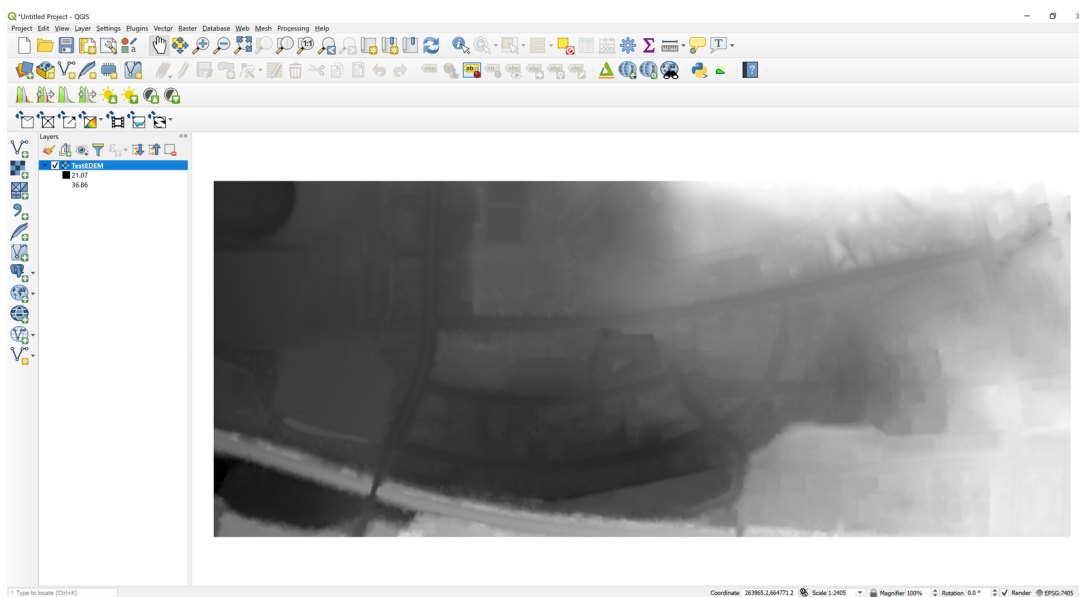 *Untitled Project - QGIS
Project Edit View Layer Settings Plugins Vector Raster Database Web Mesh Processing Help
Layers
Test8DEM
21.07
36.86
Type to locate (Ctrl+K)
Coordinate 263965.2,664771.2 Scale 1:2405 Magnifier 100% Rotation 0.0 ° Render EPSG:7405